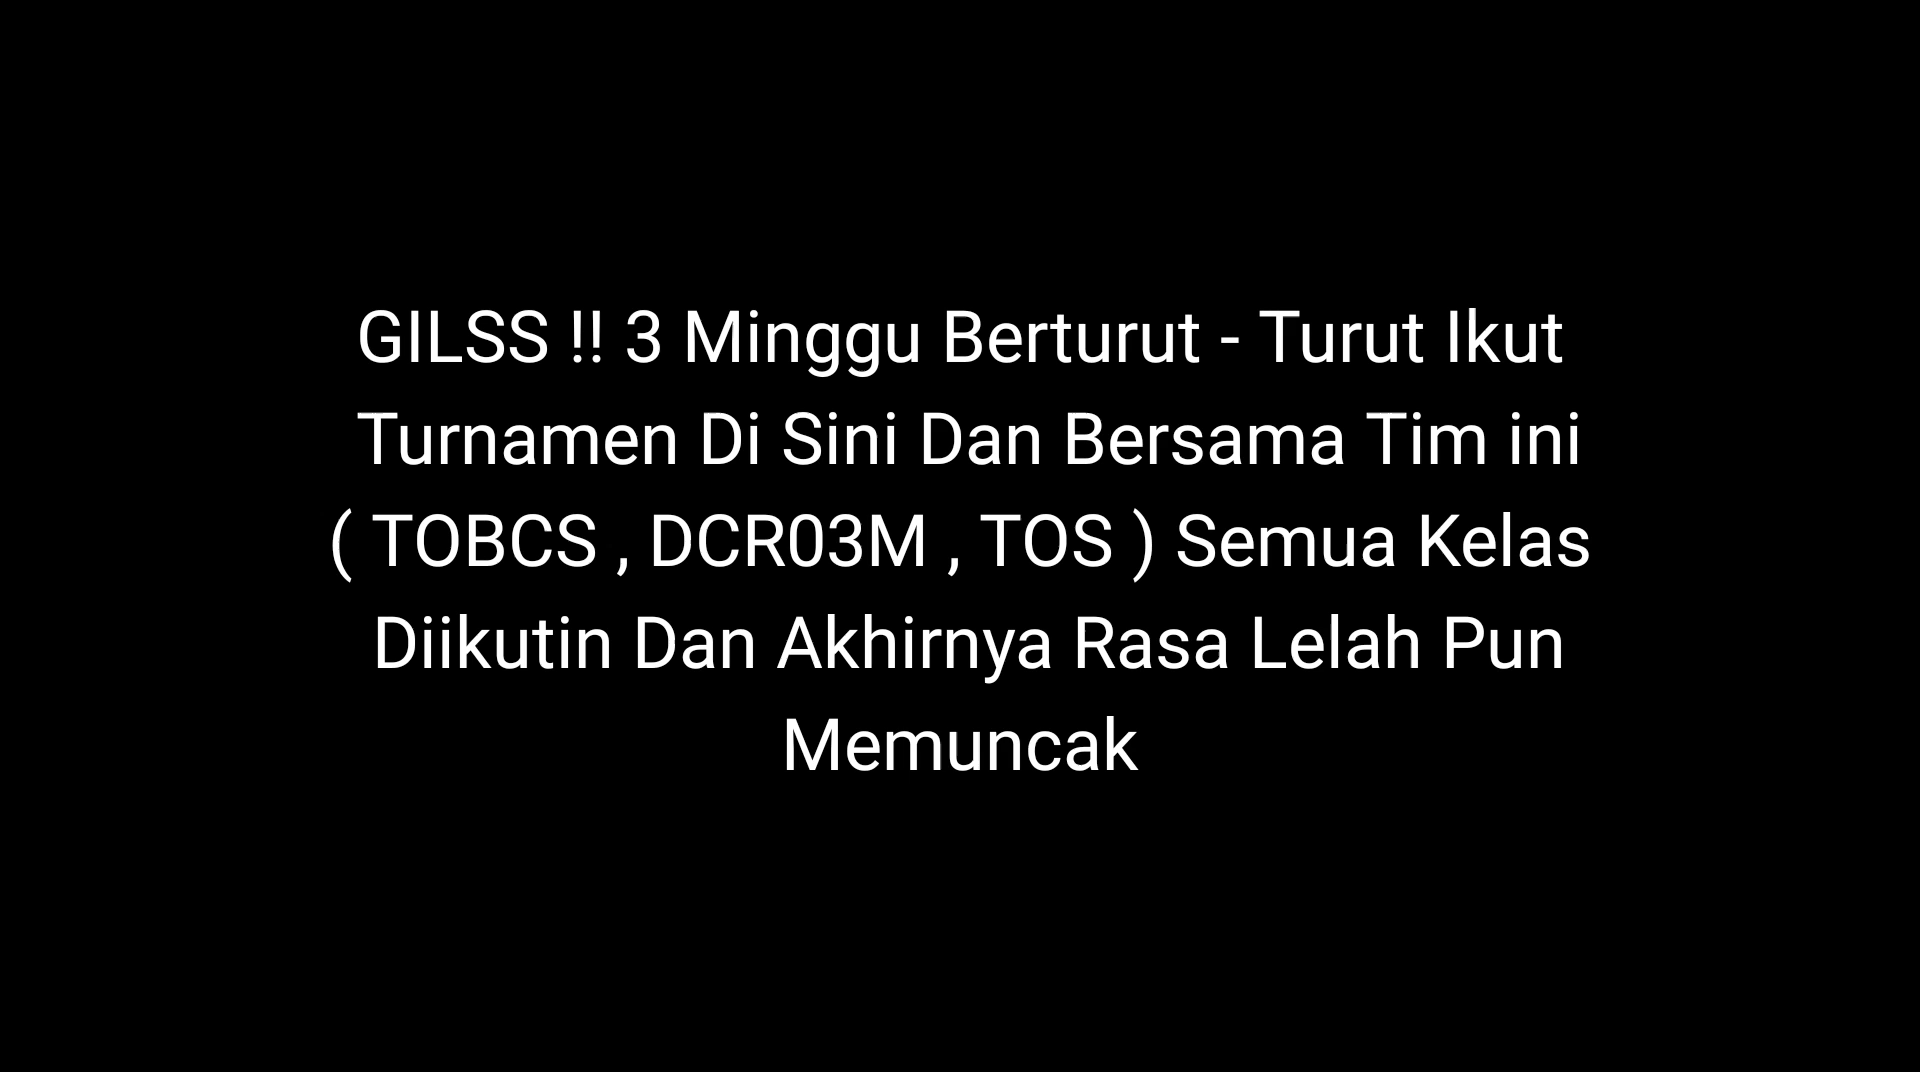 GILSS !! 3 Minggu Berturut - Turut Ikut
Turnamen Di Sini Dan Bersama Tim ini
( TOBCS , DCR03M , TOS ) Semua Kelas
Diikutin Dan Akhirnya Rasa Lelah Pun
Memuncak